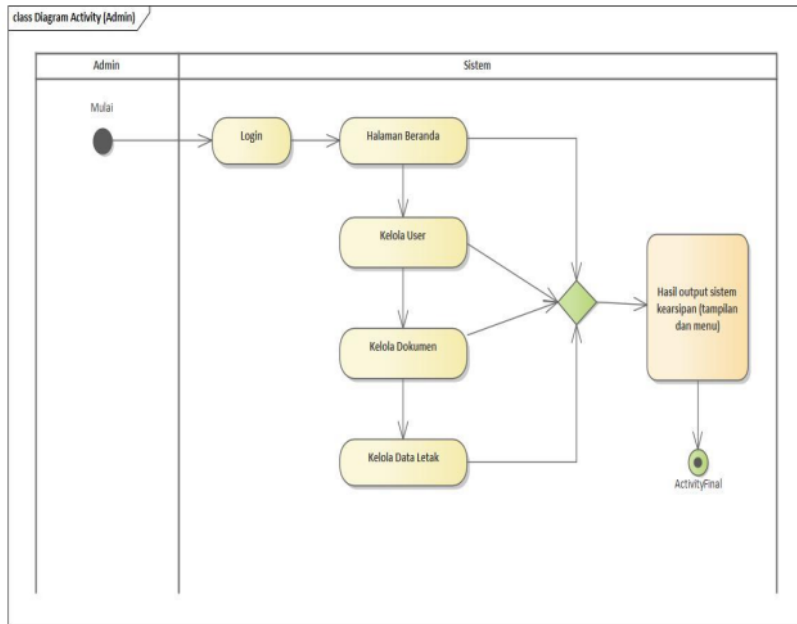 class Diagram Activity (Admin)
Admin
Sistem
Mulai
Login
Halaman Beranda
Kelola User
Kelola Dokumen
Kelola Data Letak
Hasil output sistem
kearsipan (tampilan
dan menu)
ActivityFinal